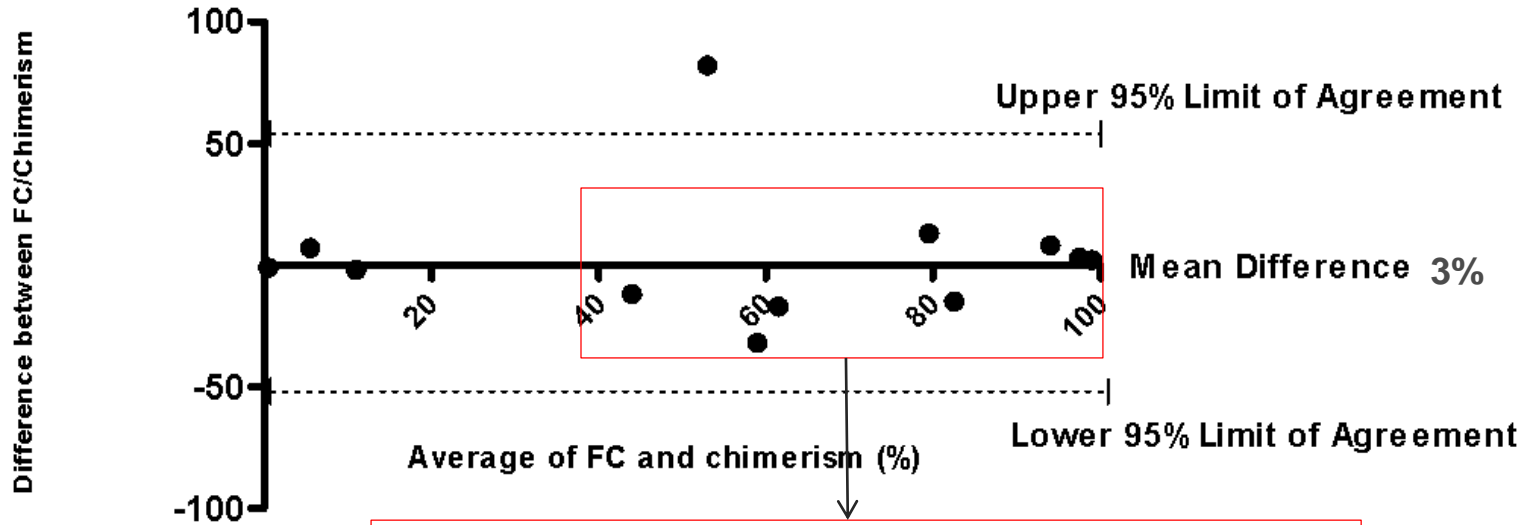 Difference between FC/Chimerism
100
Upper 95% Limit of Agreement
50
Mean Difference 3%
20
40
60
80
100
-50
Lower 95% Limit of Agreement
Average of FC and chimerism (%)
-100